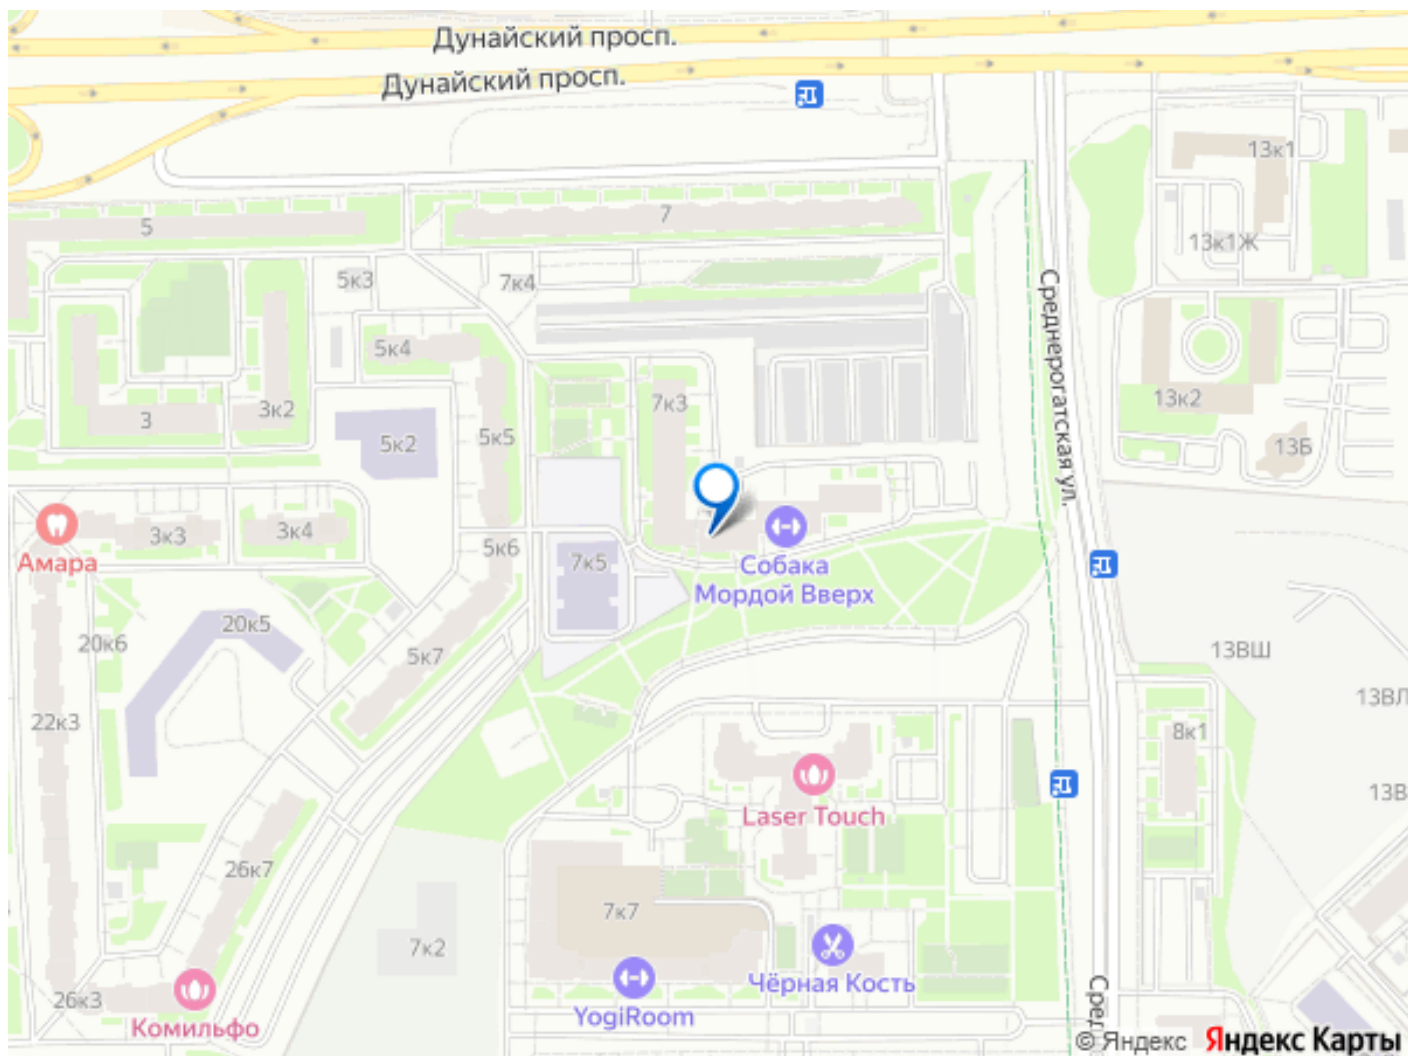 Дунайский просп.
Дунайский просп.
13к1
7
5
13к1Ж
5к3
7к4
Среднерогатская ул.
5к4
13к2
7к3
3к2
3
5к5
5к2
13Б
3к3
3к4
5к6
Амара
7к5
Собака
Мордой Вверх
20к5
20к6
13ВШ
5к7
13ВЛ
22к3
8к1
13В
Laser Touch
26к7
7к7
7к2
Чёрная Кость
26к3
YogiRoom
Комильфо
Сред
© Яндекс Яндекс Карты